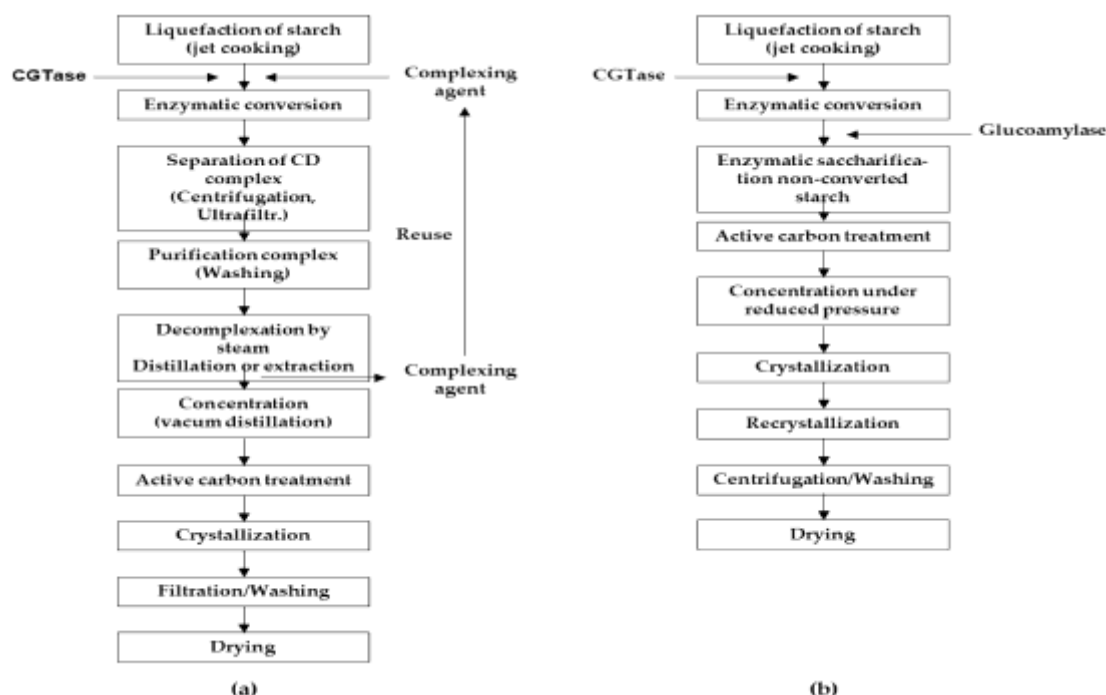 Liquefaction of starch
(jet cooking)
CGTase
Complexing
agent
Enzymatic conversion
Separation of CD
complex
(Centrifugation,
Ultrafiltr.)
Reuse
Purification complex
(Washing)
Decomplexation by
steam
Distillation or extraction
Complexing
agent
Concentration
(vacum distillation)
Active carbon treatment
Crystallization
Filtration/Washing
Drying
(a)
Liquefaction of starch
(jet cooking)
CGTase
Enzymatic conversion
Glucoamylase
Enzymatic saccharifica-
tion non-converted
starch
Active carbon treatment
Concentration under
reduced pressure
Crystallization
Recrystallization
Centrifugation/Washing
Drying
(b)